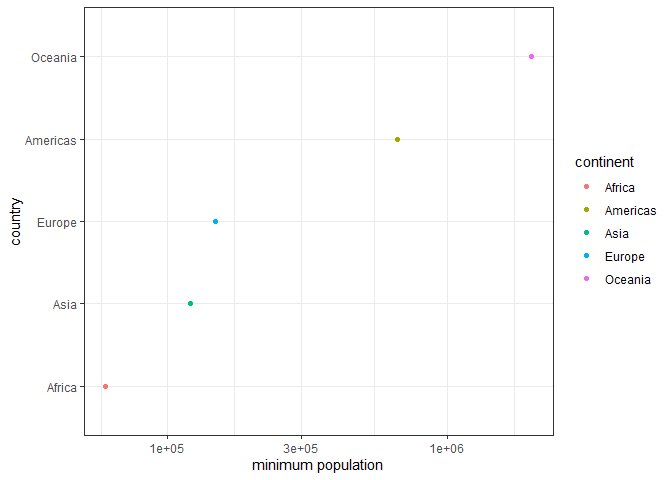 Oceania
Americas
Europe
Asia
Africa
country
1e+05
3e+05
1e+06
minimum population
continent
Africa
Americas
Asia
Europe
Oceania